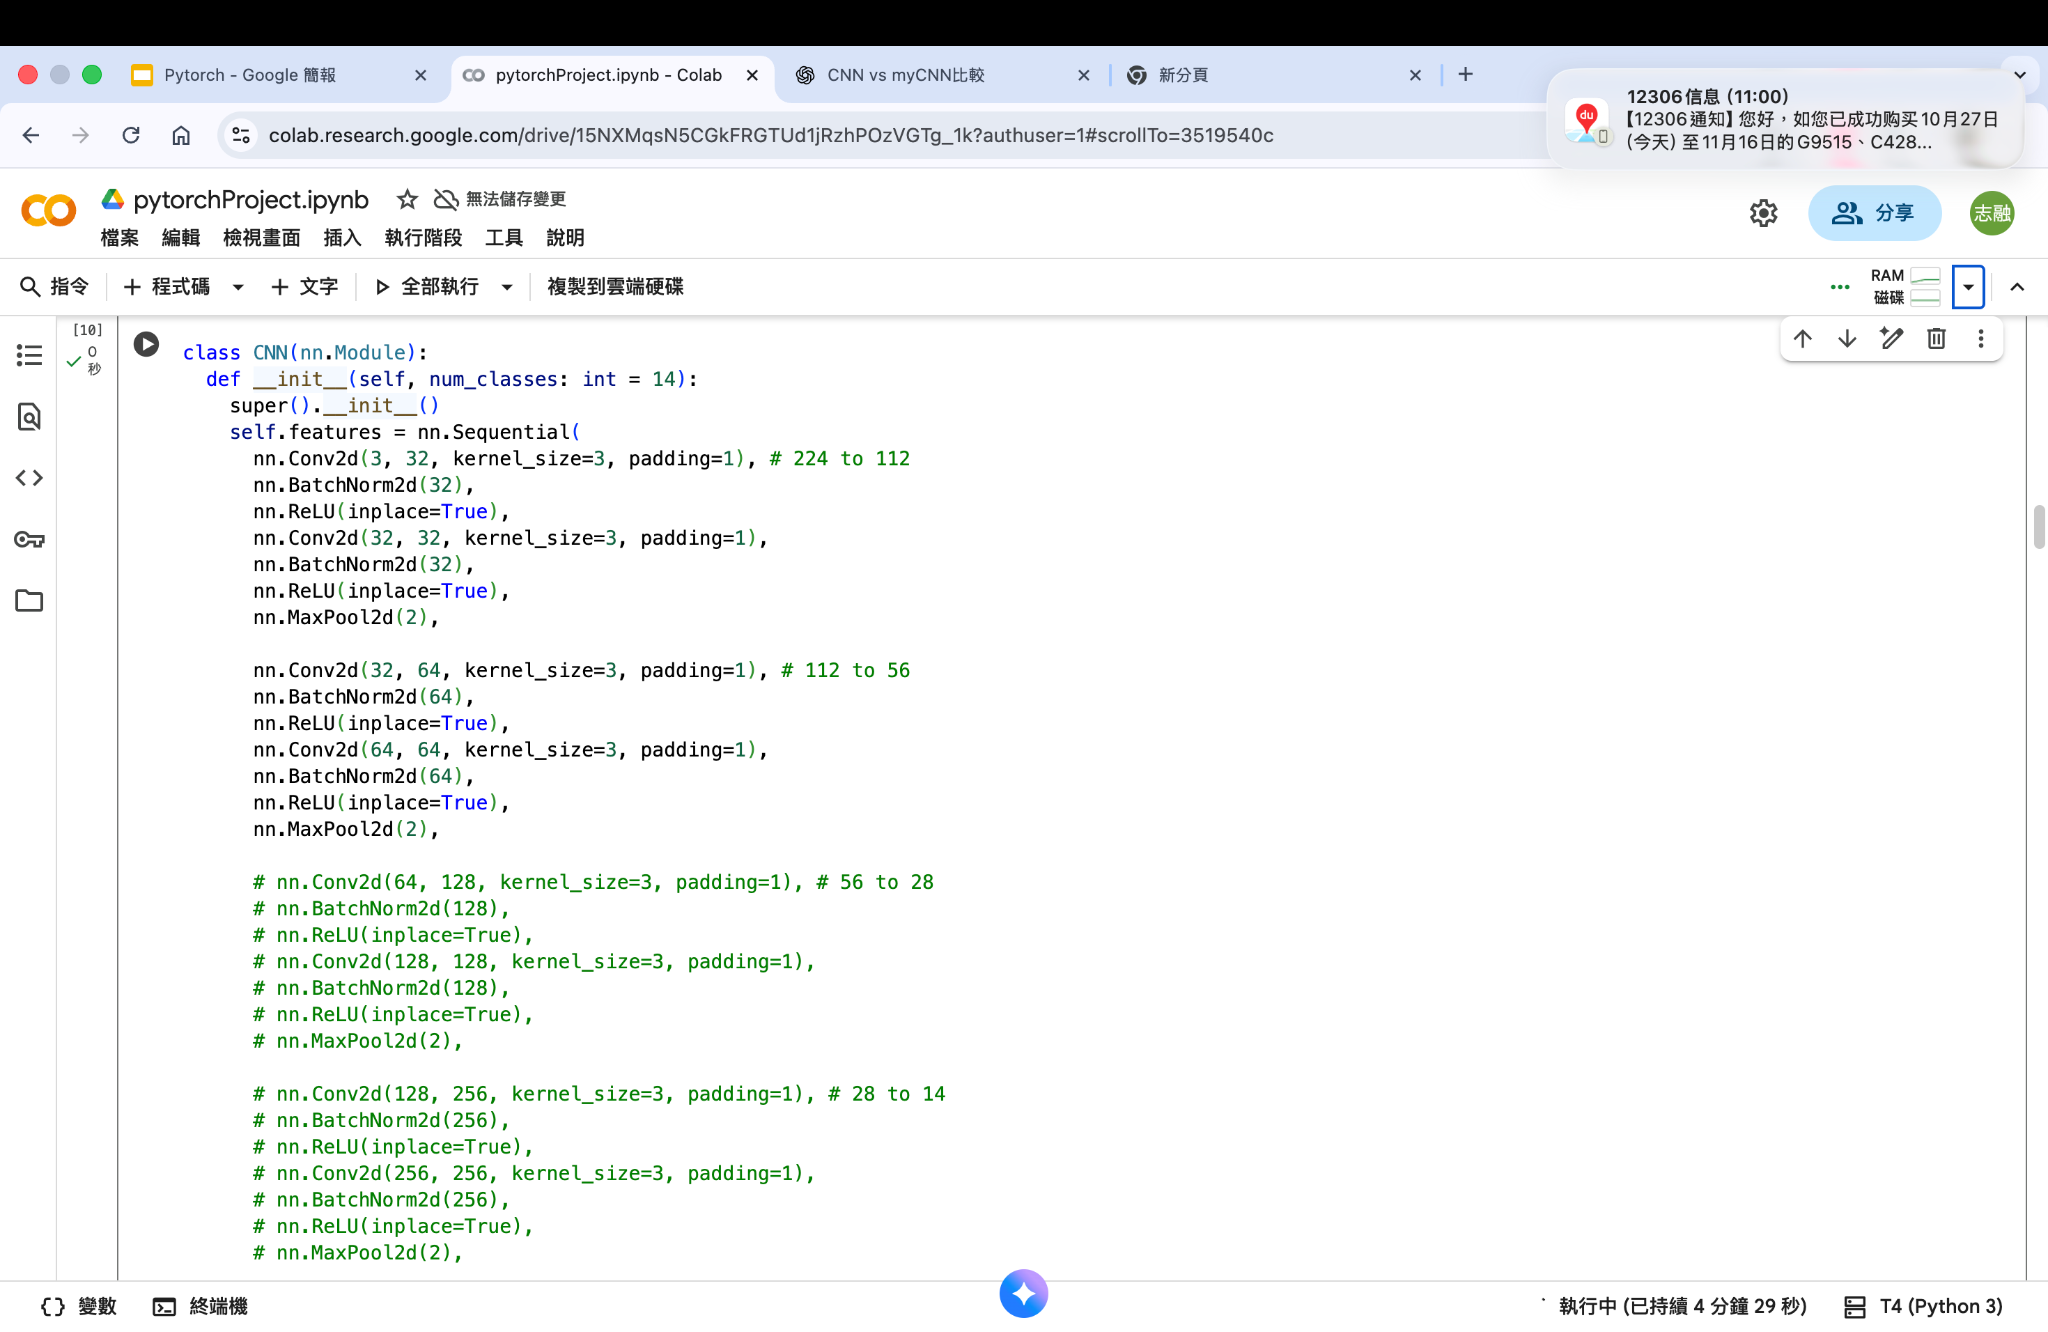 Pytorch - Google 簡報
pytorchProject.ipynb - Colab
CNN vs myCNN比較
新分頁
colab.research.google.com/drive/15NXMqsN5CGkFRGTUd1jRzhPOzVGTg_1k?authuser=1#scrollTo=3519540c
12306信息 (11:00)
【12306通知】您好，如您已成功购买10月27日
(今天) 至11月16日的G9515、C428...
du
pytorchProject.ipynb
無法儲存變更
檔案 編輯 檢視畫面 插入 執行階段 工具 說明
分享
志融
指令
+ 程式碼
+ 文字
全部執行
複製到雲端硬碟
RAM
磁碟
[10]
0
秒
class CNN(nn.Module):
def __init__(self, num_classes: int = 14):
super().__init__()
self.features = nn.Sequential(
nn.Conv2d(3, 32, kernel_size=3, padding=1), # 224 to 112
nn.BatchNorm2d(32),
nn.ReLU(inplace=True),
nn.Conv2d(32, 32, kernel_size=3, padding=1),
nn.BatchNorm2d(32),
nn.ReLU(inplace=True),
nn.MaxPool2d(2),
nn.Conv2d(32, 64, kernel_size=3, padding=1), # 112 to 56
nn.BatchNorm2d(64),
nn.ReLU(inplace=True),
nn.Conv2d(64, 64, kernel_size=3, padding=1),
nn.BatchNorm2d(64),
nn.ReLU(inplace=True),
nn.MaxPool2d(2),
# nn.Conv2d(64, 128, kernel_size=3, padding=1), # 56 to 28
# nn.BatchNorm2d(128),
# nn.ReLU(inplace=True),
# nn.Conv2d(128, 128, kernel_size=3, padding=1),
# nn.BatchNorm2d(128),
# nn.ReLU(inplace=True),
# nn.MaxPool2d(2),
# nn.Conv2d(128, 256, kernel_size=3, padding=1), # 28 to 14
# nn.BatchNorm2d(256),
# nn.ReLU(inplace=True),
# nn.Conv2d(256, 256, kernel_size=3, padding=1),
# nn.BatchNorm2d(256),
# nn.ReLU(inplace=True),
# nn.MaxPool2d(2),
變數
終端機
執行中 (已持續 4 分鐘 29 秒)
T4 (Python 3)